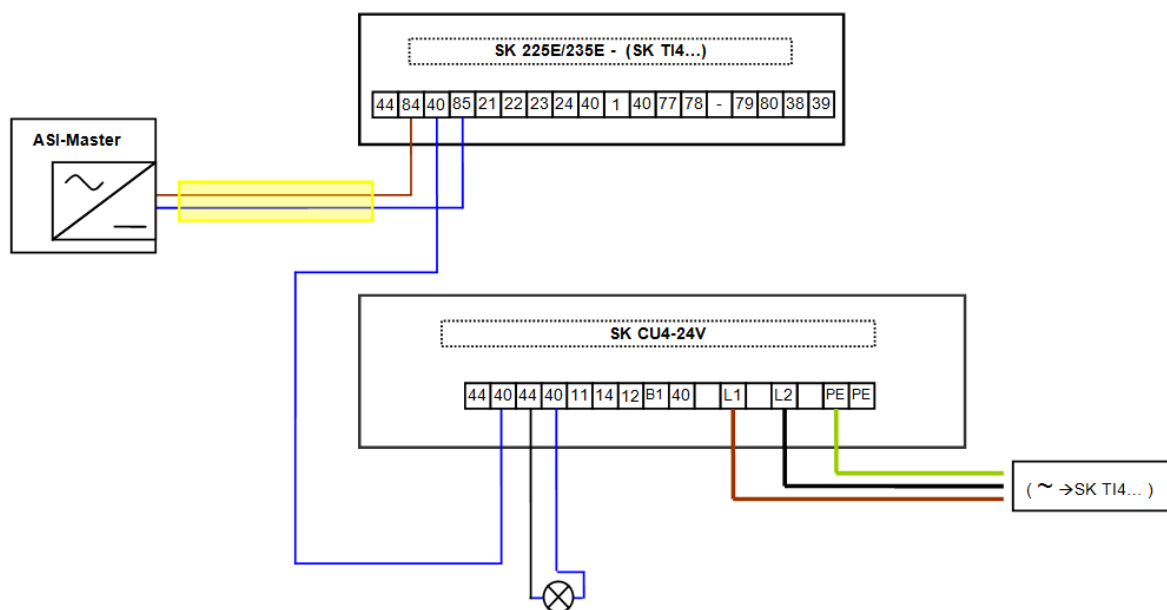 SK 225E/235E - (SK TI4...)
44 84 40 85 21 22 23 24 40 1 40 77 78 - 79 80 38 39
ASI-Master
SK CU4-24V
44 40 44 40 11 14 12 B1 40 L1 L2 PE PE
( ~ →SK TI4... )